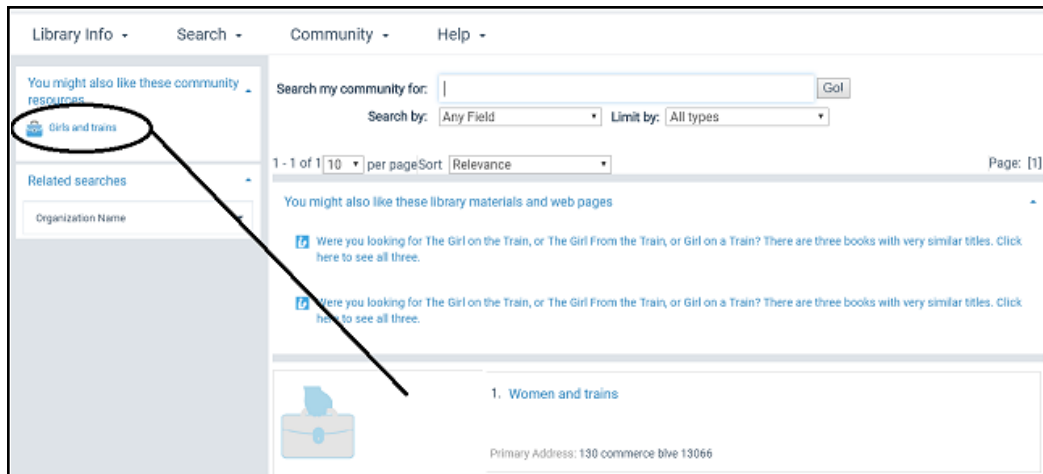 Library Info Search Community Help
You might also like these community
resources
Girls and trains
Related searches
Organization Name
Search my community for: Go!
Search by: Any Field Limit by: All types
1 - 1 of 1 10 per page Sort Relevance Page: [1]
You might also like these library materials and web pages
Were you looking for The Girl on the Train, or The Girl From the Train, or Girl on a Train? There are three books with very similar titles. Click
here to see all three.
Were you looking for The Girl on the Train, or The Girl From the Train, or Girl on a Train? There are three books with very similar titles. Click
here to see all three.
1. Women and trains
Primary Address: 130 commerce blve 13066